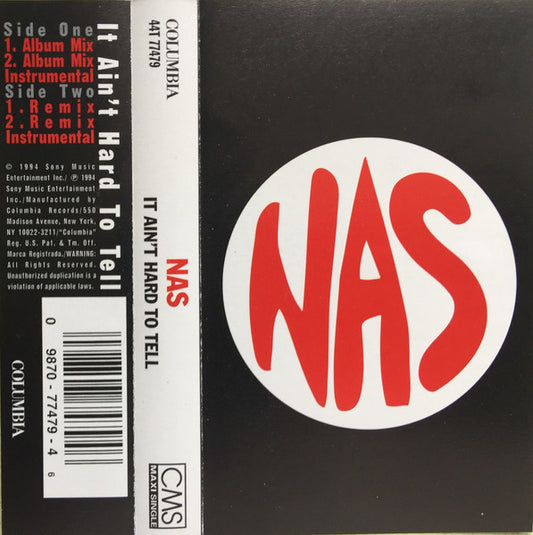 It Ain't Hard To Tell
Side One
1. Album Mix
2. Album Mix
Instrumental
Side Two
1. Remix
2. Remix
Instrumental
© 1994 Sony Music
Entertainment Inc./ ℗ 1994
Sony Music Entertainment
Inc./Manufactured by
Columbia Records/550
Madison Avenue, New York,
NY 10022-3211/"Columbia"
Reg. U.S. Pat. & Tm. Off.
Marca Registrada./WARNING:
All Rights Reserved.
Unauthorized duplication is a
violation of applicable laws.
0 9870-77479-4 6
COLUMBIA
COLUMBIA
44T 77479
NAS
IT AIN'T HARD TO TELL
CMS
MAXI SINGLE
NAS